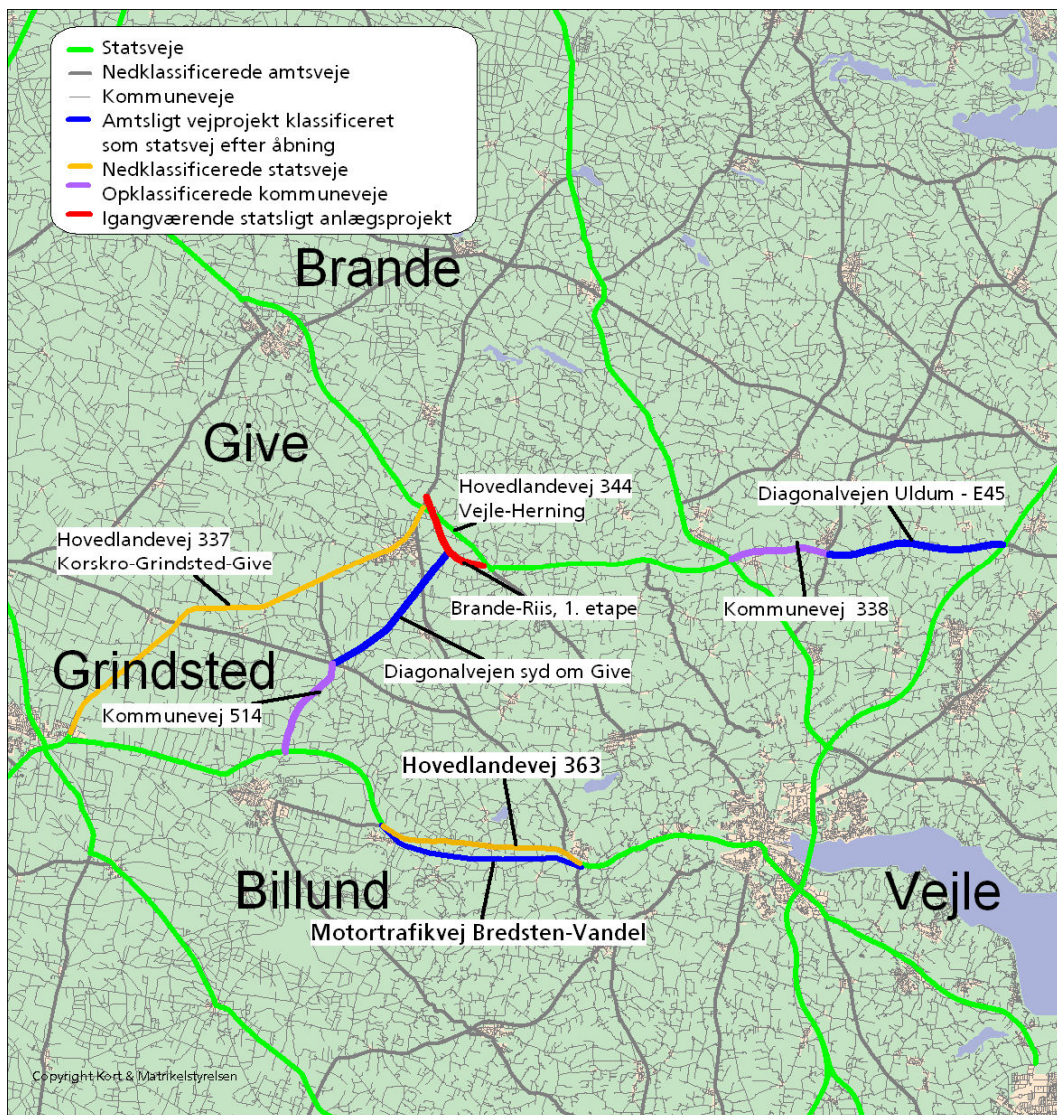 Statsveje
Nedklassificerede amtsveje
Kommuneveje
Amtsligt vejprojekt klassificeret
som statsvej efter åbning
Nedklassificerede statsveje
Opklassificerede kommuneveje
Igangværende statsligt anlægsprojekt
Brande
Give
Hovedlandevej 344
Vejle-Herning
Diagonalvejen Uldum - E45
Hovedlandevej 337
Korskro-Grindsted-Give
Brande-Riis, 1. etape
Kommunevej 338
Grindsted
Diagonalvejen syd om Give
Kommunevej 514
Hovedlandevej 363
Billund
Vejle
Motortrafikvej Bredsten-Vandel
Copyright Kort & Matrikelstyrelsen